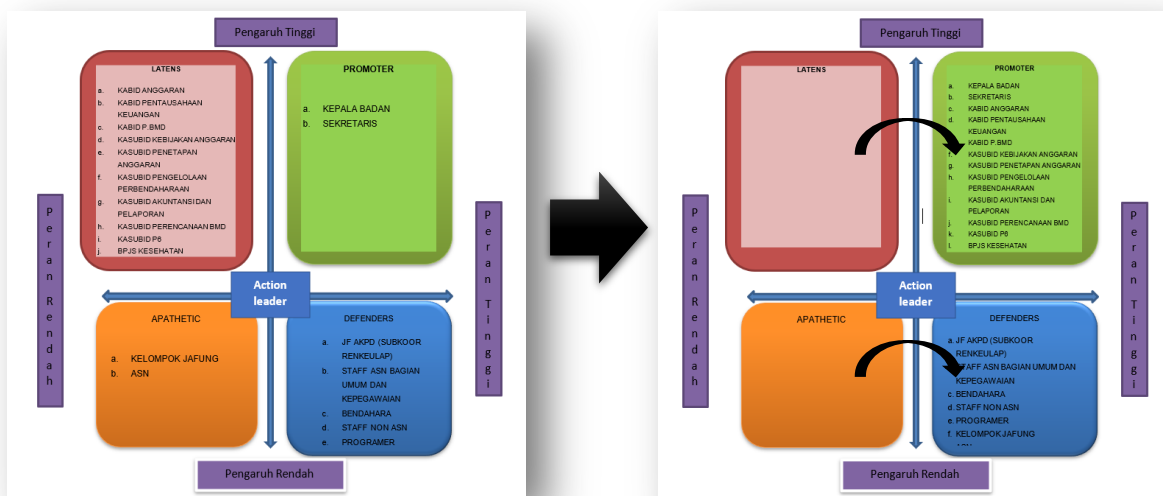 Pengaruh Tinggi
LATENS
a. KABID ANGGARAN
b. KABID PENTAUSAHAAN
KEUANGAN
c. KABID P.BMD
d. KASUBID KEBIJAKAN ANGGARAN
e. KASUBID PENETAPAN
ANGGARAN
f. KASUBID PENGELOLAAN
PERBENDAHARAAN
g. KASUBID AKUNTANSI DAN
PELAPORAN
h. KASUBID PERENCANAAN BMD
i. KASUBID P6
j. BPJS KESEHATAN
PROMOTER
a. KEPALA BADAN
b. SEKRETARIS
Peran Rendah
Peran Tinggi
Action
leader
APATHETIC
a. KELOMPOK JAFUNG
b. ASN
DEFENDERS
a. JF AKPD (SUBKOOR
RENKEULAP)
b. STAFF ASN BAGIAN
UMUM DAN
KEPEGAWAIAN
c. BENDAHARA
d. STAFF NON ASN
e. PROGRAMER
Pengaruh Rendah
Pengaruh Tinggi
LATENS
PROMOTER
a. KEPALA BADAN
b. SEKRETARIS
c. KABID ANGGARAN
d. KABID PENTAUSAHAAN
KEUANGAN
KABID P.BMD
f. KASUBID KEBIJAKAN ANGGARAN
g. KASUBID PENETAPAN ANGGARAN
h. KASUBID PENGELOLAAN
PERBENDAHARAAN
i. KASUBID AKUNTANSI DAN
PELAPORAN
j. KASUBID PERENCANAAN BMD
k. KASUBID P6
l. BPJS KESEHATAN
Peran Rendah
Peran Tinggi
Action
leader
APATHETIC
DEFENDERS
a. JF AKPD (SUBKOOR
RENKEULAP)
STAFF ASN BAGIAN UMUM DAN
KEPEGAWAIAN
c. BENDAHARA
d. STAFF NON ASN
e. PROGRAMER
f. KELOMPOK JAFUNG
Pengaruh Rendah